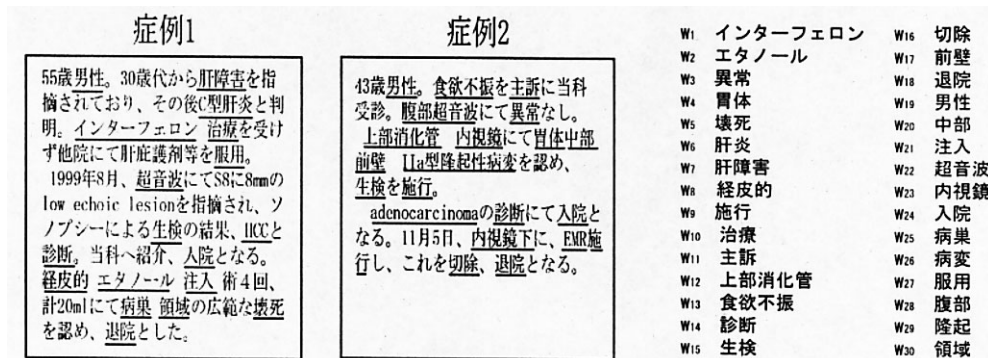 症例1
55歳男性。30歳代から肝障害を指
摘されており、その後C型肝炎と判
明。インターフェロン 治療を受け
ず他院にて肝庇護剤等を服用。
1999年8月、超音波にてS8に8mmの
low echoic lesionを指摘され、ソ
ノプシーによる生検の結果、HCCと
診断。当科へ紹介、入院となる。
経皮的 エタノール 注入 術4回、
計20mlにて病巣 領域の広範な壊死
を認め、退院とした。
症例2
43歳男性。食欲不振を主訴に当科
受診。腹部超音波にて異常なし。
上部消化管 内視鏡にて胃体中部
前壁 IIa型隆起性病変を認め、
生検を施行。
adenocarcinomaの診断にて入院と
なる。11月5日、内視鏡下に、EMR施
行し、これを切除、退院となる。
W1 インターフェロン
W2 エタノール
W3 異常
W4 胃体
W5 壊死
W6 肝炎
W7 肝障害
W8 経皮的
W9 施行
W10 治療
W11 主訴
W12 上部消化管
W13 食欲不振
W14 診断
W15 生検
W16 切除
W17 前壁
W18 退院
W19 男性
W20 中部
W21 注入
W22 超音波
W23 内視鏡
W24 入院
W25 病巣
W26 病変
W27 服用
W28 腹部
W29 隆起
W30 領域